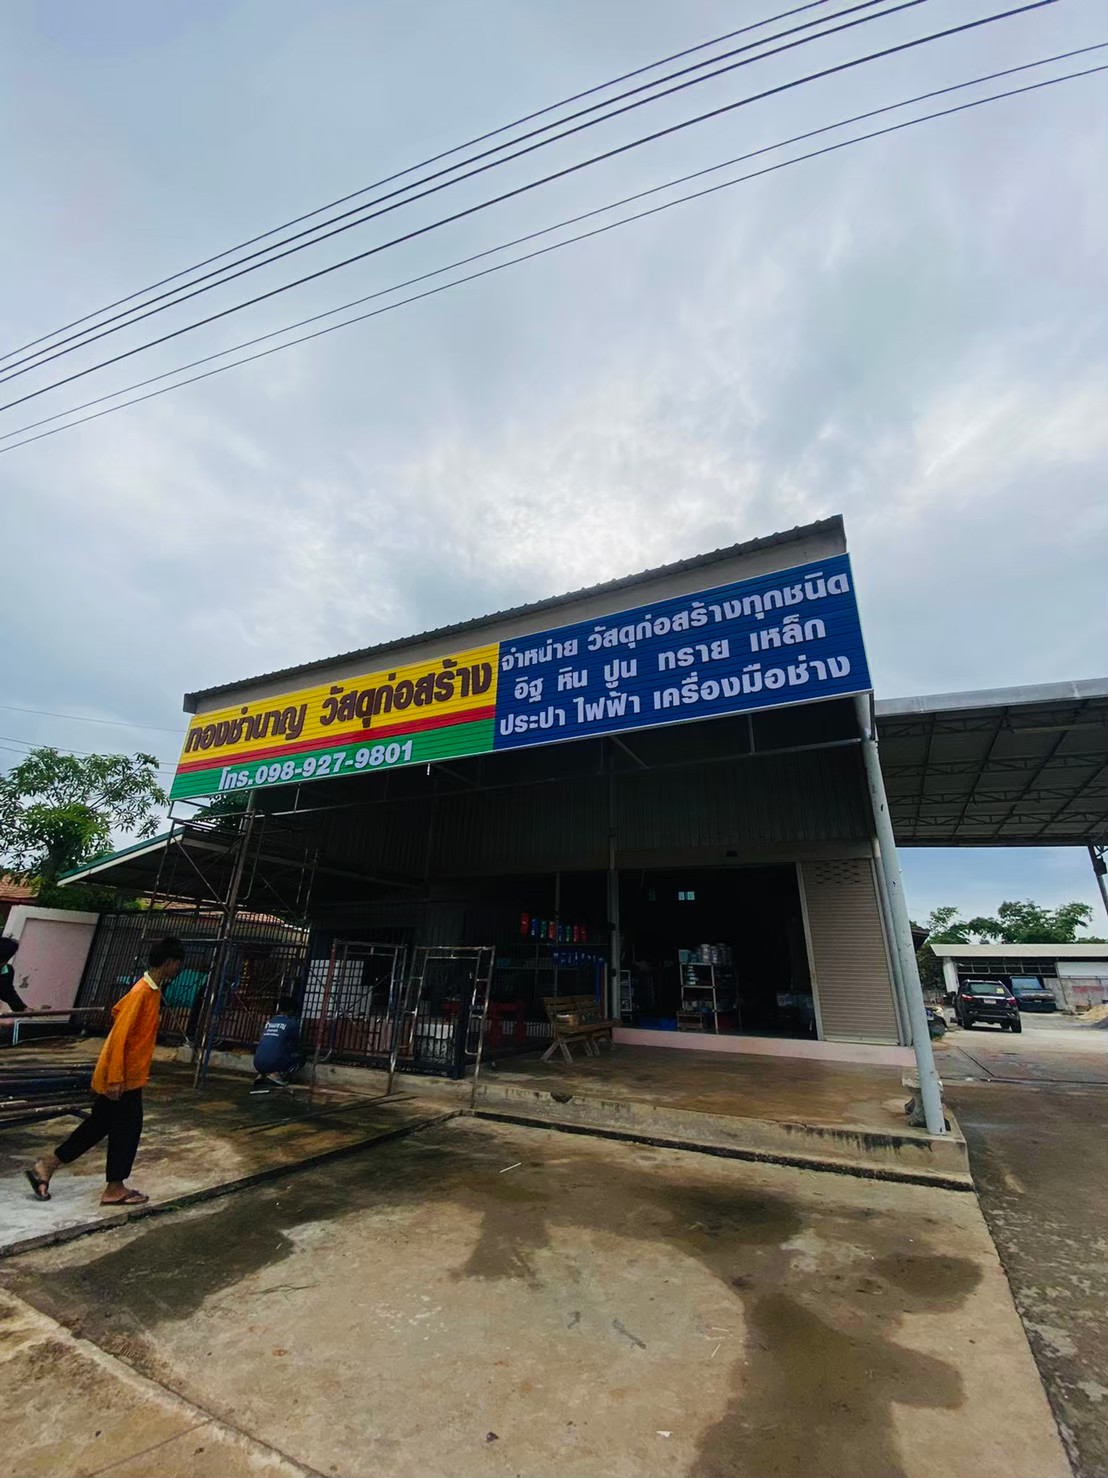 ทองชำนาญ วัสดุก่อสร้าง
โทร.098-927-9801
จำหน่าย วัสดุก่อสร้างทุกชนิด
อิฐ หิน ปูน ทราย เหล็ก
ประปา ไฟฟ้า เครื่องมือช่าง